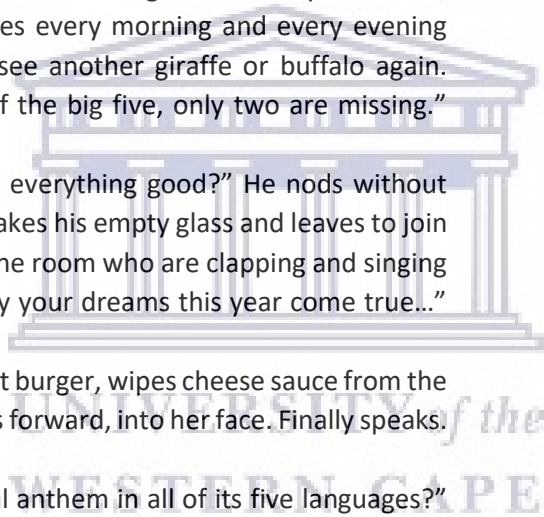 es every morning and every evening
see another giraffe or buffalo again.
f the big five, only two are missing.”
everything good?” He nods without
akes his empty glass and leaves to join
ne room who are clapping and singing
y your dreams this year come true…”
t burger, wipes cheese sauce from the
s forward, into her face. Finally speaks.
UNIVERSITY of the
l anthem in all of its five languages?”
WESTERN CAPE